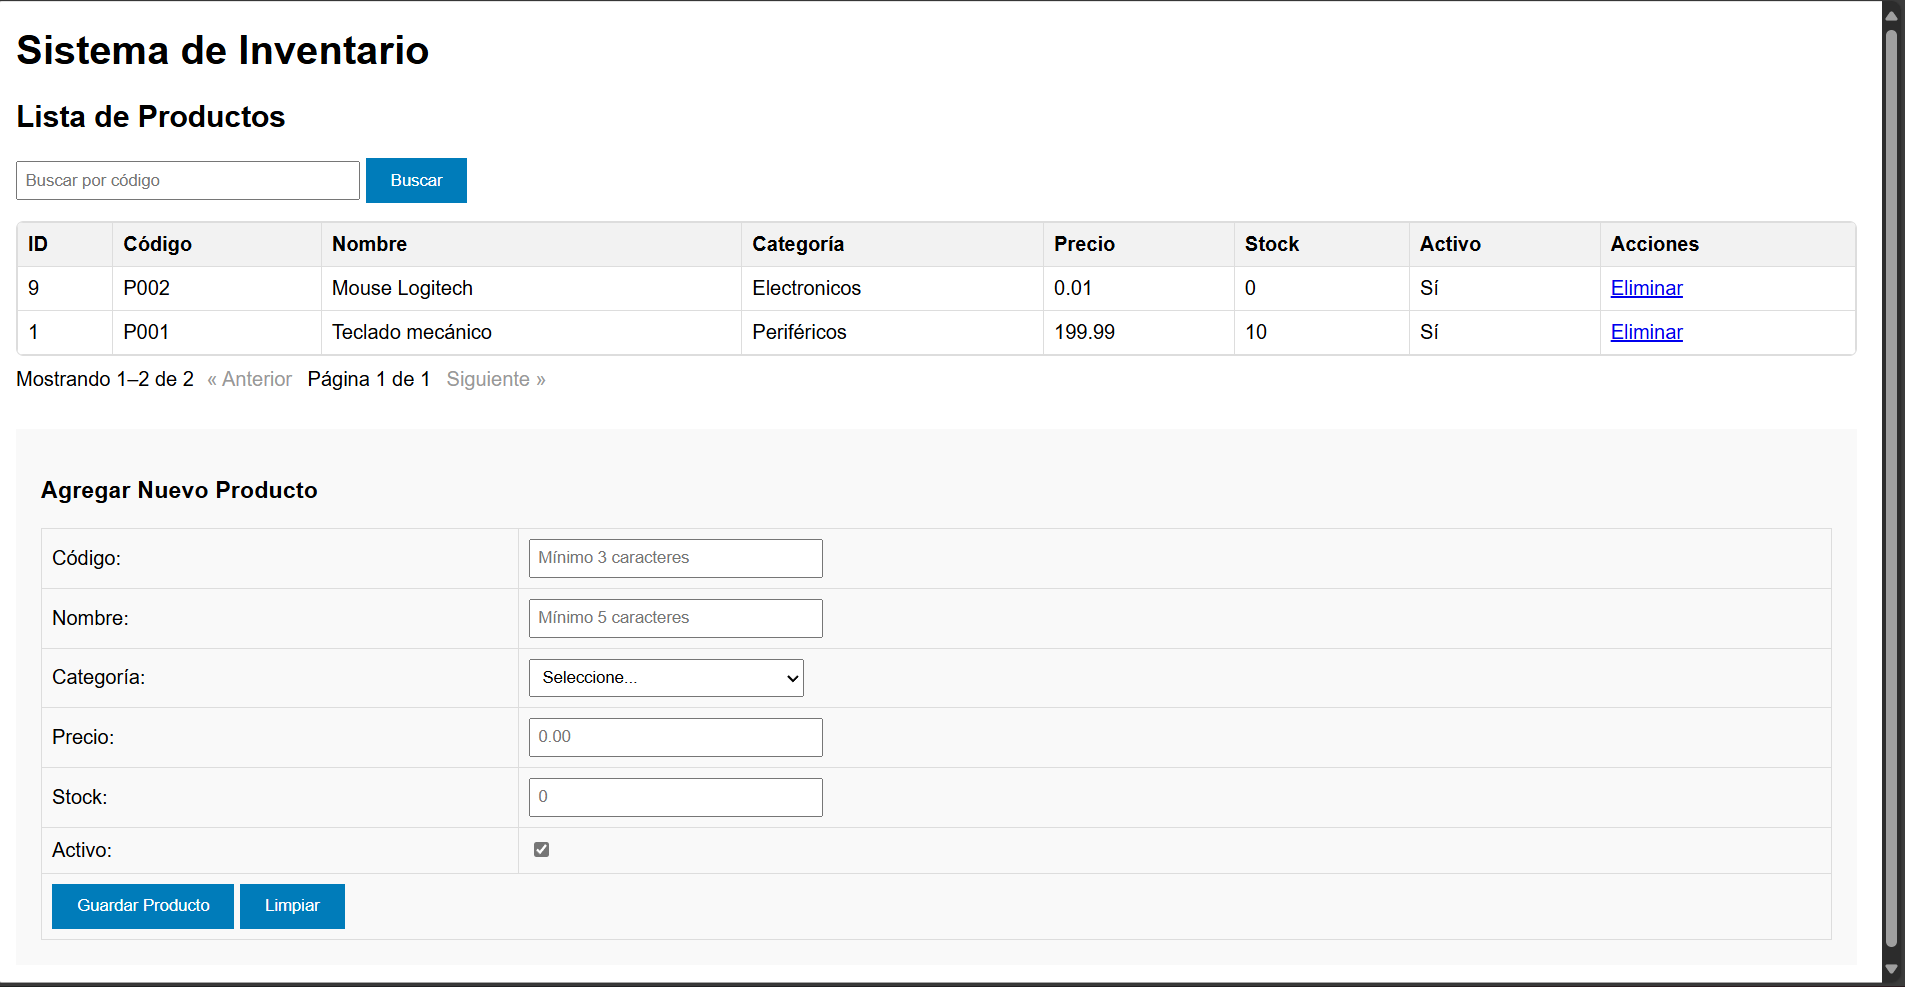 Sistema de Inventario
Lista de Productos
Buscar por código Buscar
ID Código Nombre Categoría Precio Stock Activo Acciones
9 P002 Mouse Logitech Electronicos 0.01 0 Sí Eliminar
1 P001 Teclado mecánico Periféricos 199.99 10 Sí Eliminar
Mostrando 1–2 de 2 « Anterior Página 1 de 1 Siguiente »
Agregar Nuevo Producto
Código: Mínimo 3 caracteres
Nombre: Mínimo 5 caracteres
Categoría: Seleccione...
Precio: 0.00
Stock: 0
Activo:
Guardar Producto Limpiar